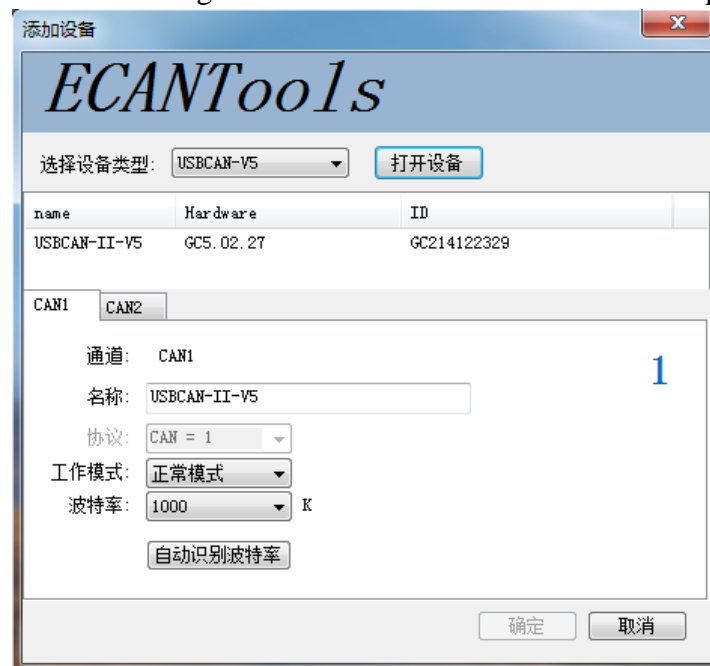 添加设备
ECANTools
选择设备类型: USBCAN-V5 打开设备
name Hardware ID
USBCAN-II-V5 GC5.02.27 GC214122329
CAN1 CAN2
通道: CAN1
1
名称: USBCAN-II-V5
协议: CAN = 1
工作模式: 正常模式
波特率: 1000 K
自动识别波特率
确定 取消